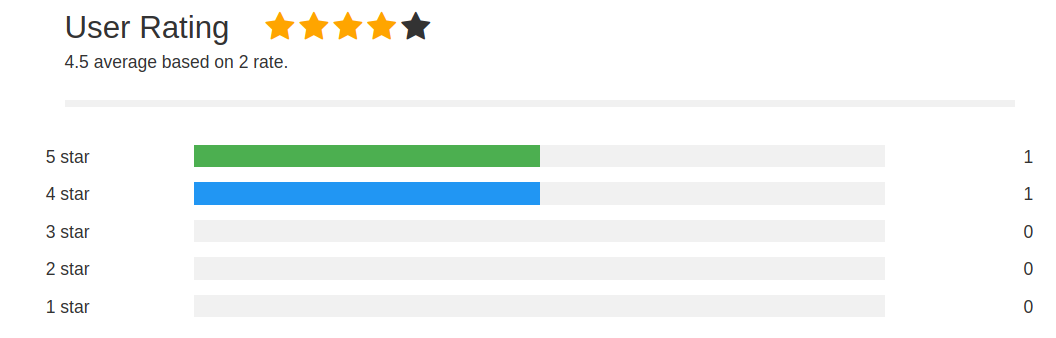 User Rating
4.5 average based on 2 rate.
5 star 1
4 star 1
3 star 0
2 star 0
1 star 0